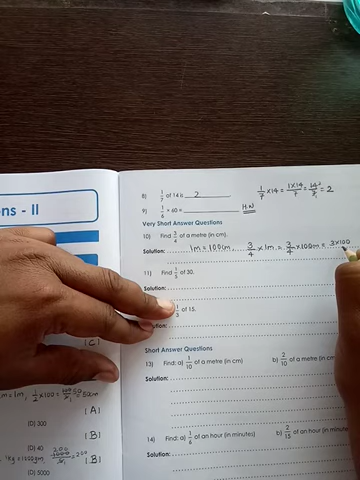 ns - II
8) 1/7 of 14 is 2
1/7 × 14 = 1×14/7 = 14/7 = 2
9) 1/6 × 60 = H.W
Very Short Answer Questions
10) Find 3/4 of a metre (in cm).
Solution: 1m = 100cm, 3/4 × 1m = 3/4 × 100cm = 3×100
11) Find 1/2 of 30.
Solution:
1/3 of 15.
Solution:
Short Answer Questions
13) Find: a) 1/10 of a metre (in cm) b) 2/10 of a metre (in cm
Solution:
14) Find: a) 1/6 of an hour (in minutes) b) 2/15 of an hour (in minute
Solution:
[C]
[A]
(D) 300
[B]
(D) 40
[B]
(D) 5000